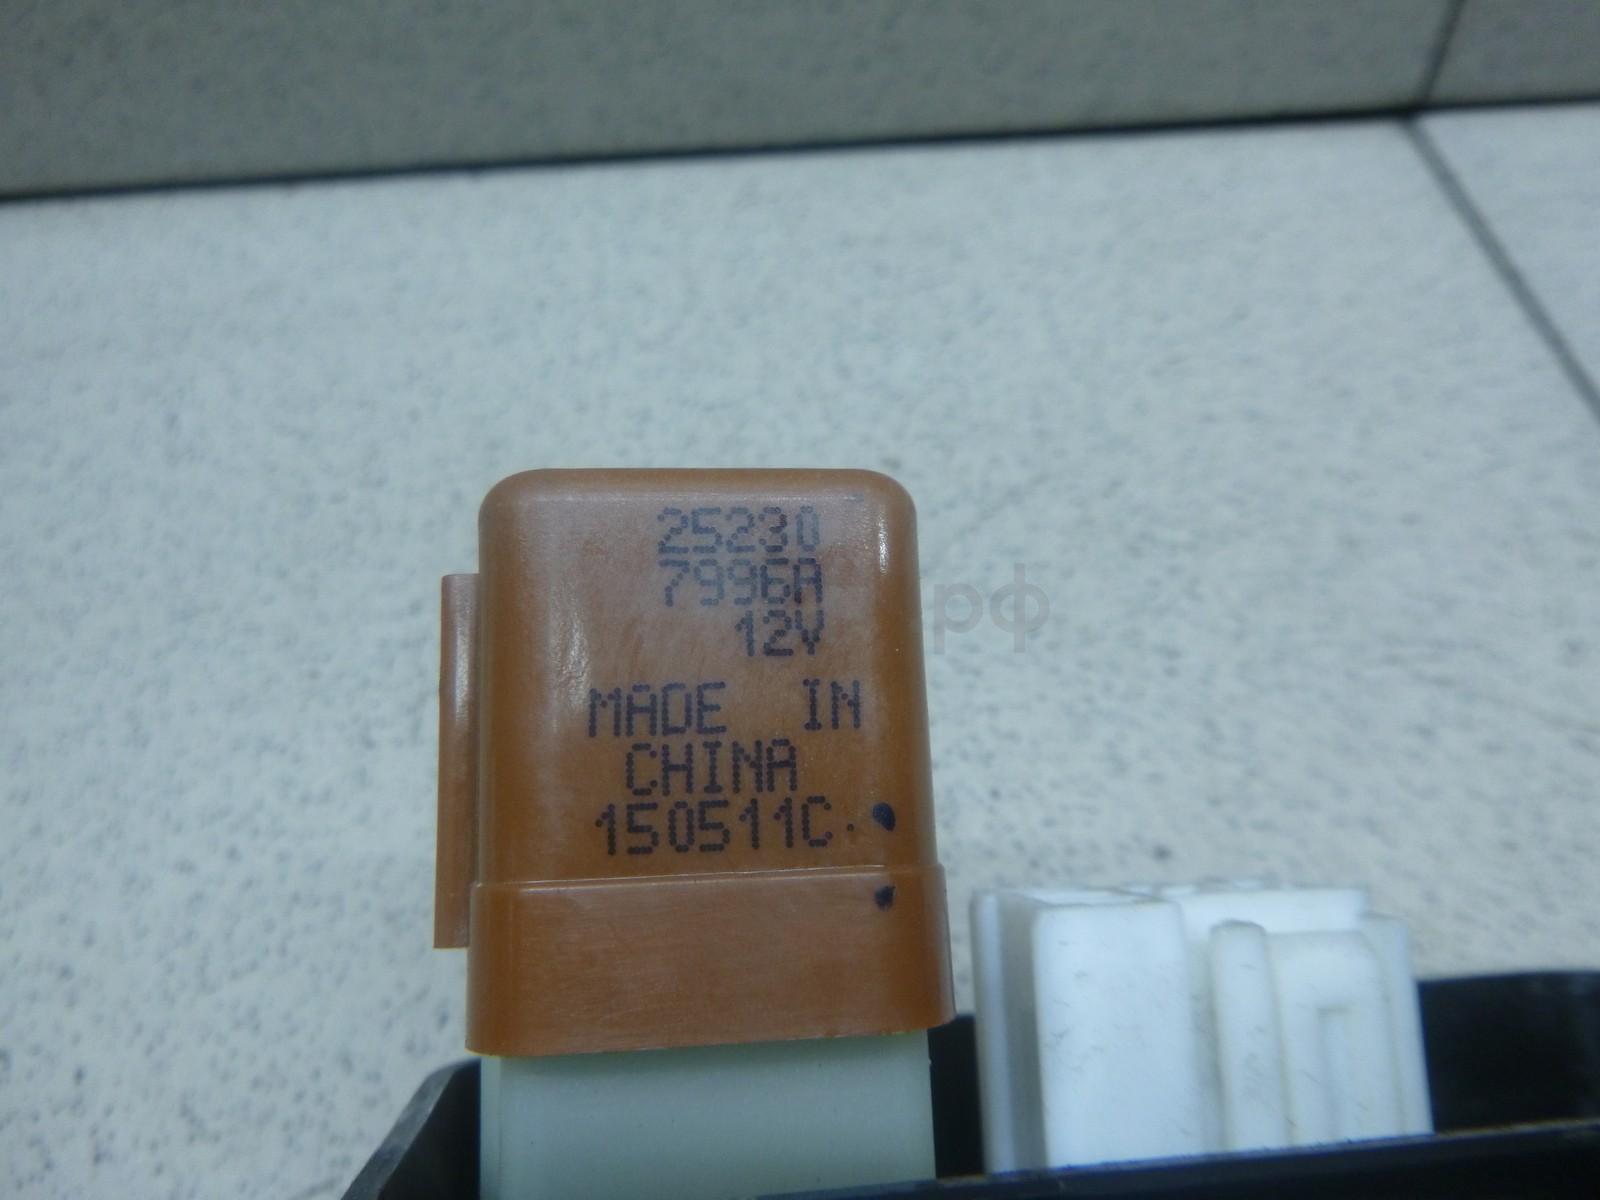 25230
7996A
12V
рф
MADE IN
CHINA
150511C.